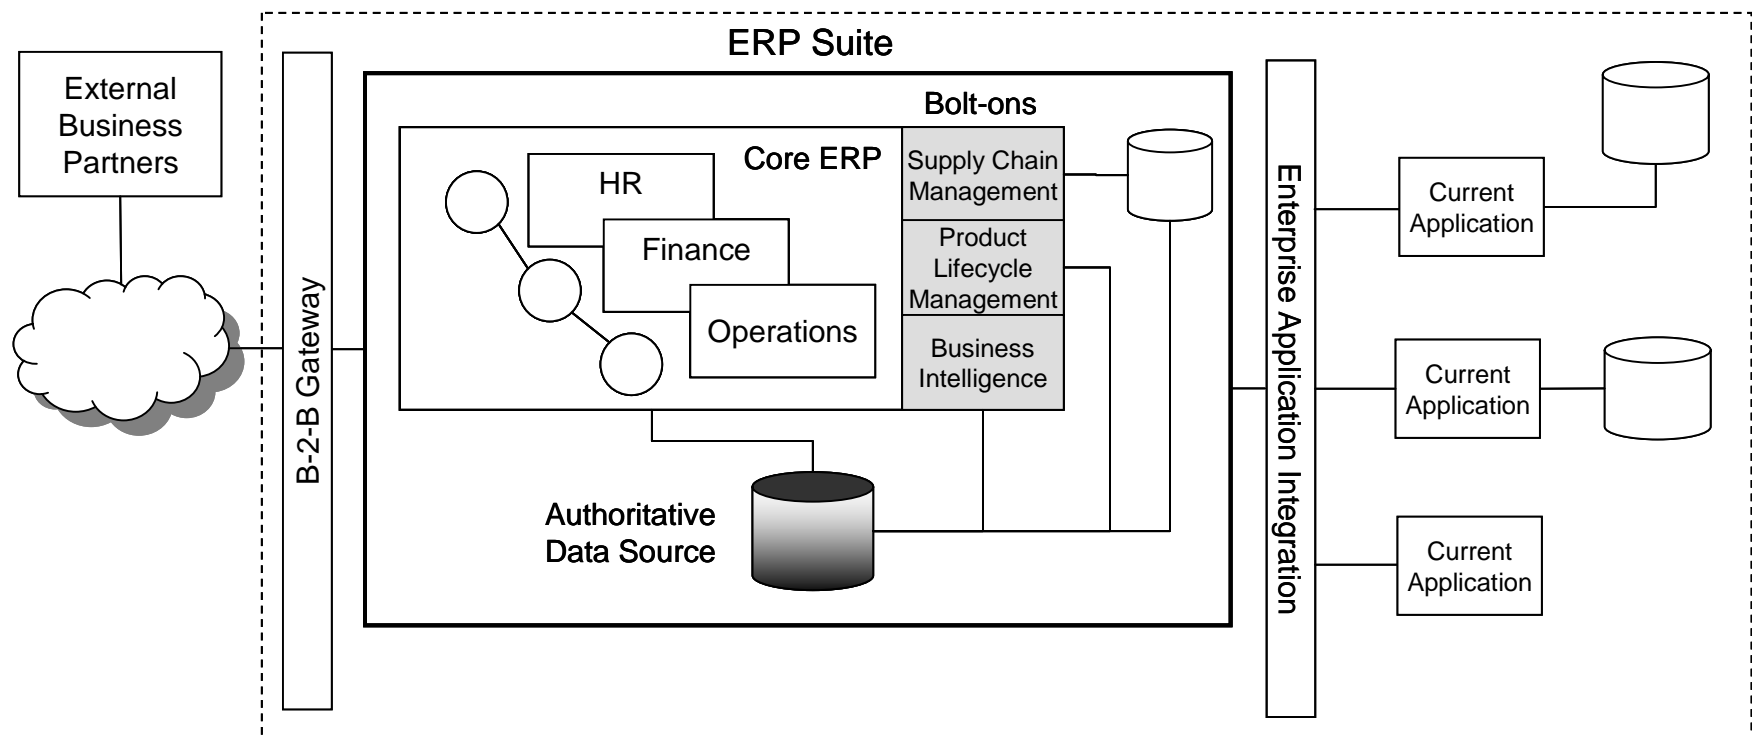 ERP Suite
External
Business
Partners
B-2-B Gateway
Bolt-ons
Core ERP
HR
Finance
Operations
Supply Chain
Management
Product
Lifecycle
Management
Business
Intelligence
Authoritative
Data Source
Enterprise Application Integration
Current
Application
Current
Application
Current
Application